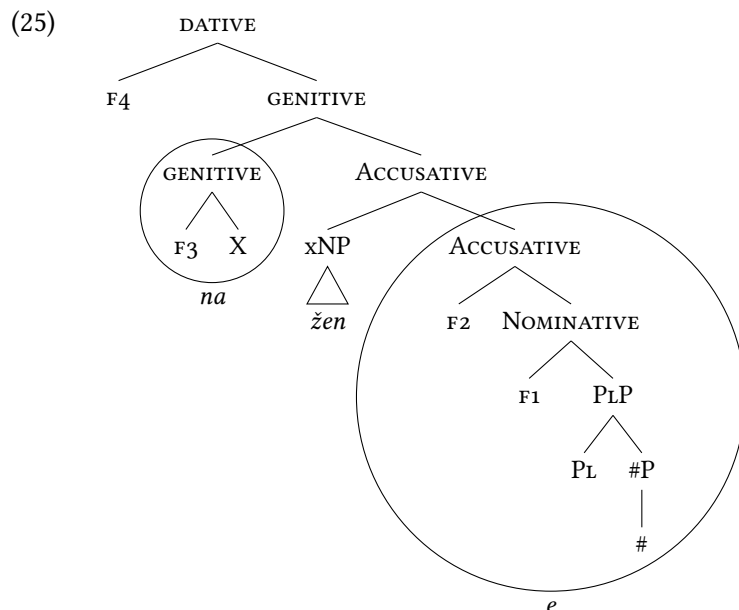 (25) DATIVE
F4 GENITIVE
GENITIVE ACCUSATIVE
F3 X xNP ACCUSATIVE
na žen F2 NOMINATIVE
F1 PLP
PL #P
#
e